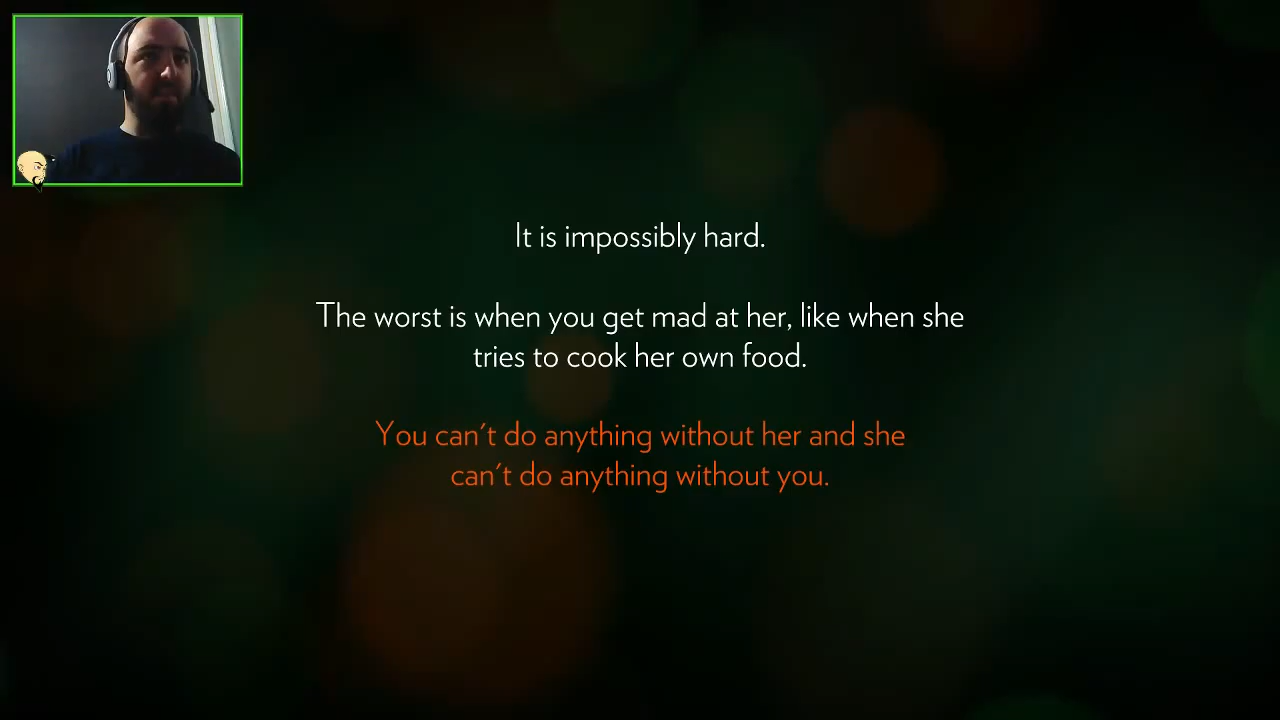 It is impossibly hard.
The worst is when you get mad at her, like when she
tries to cook her own food.
You can't do anything without her and she
can't do anything without you.